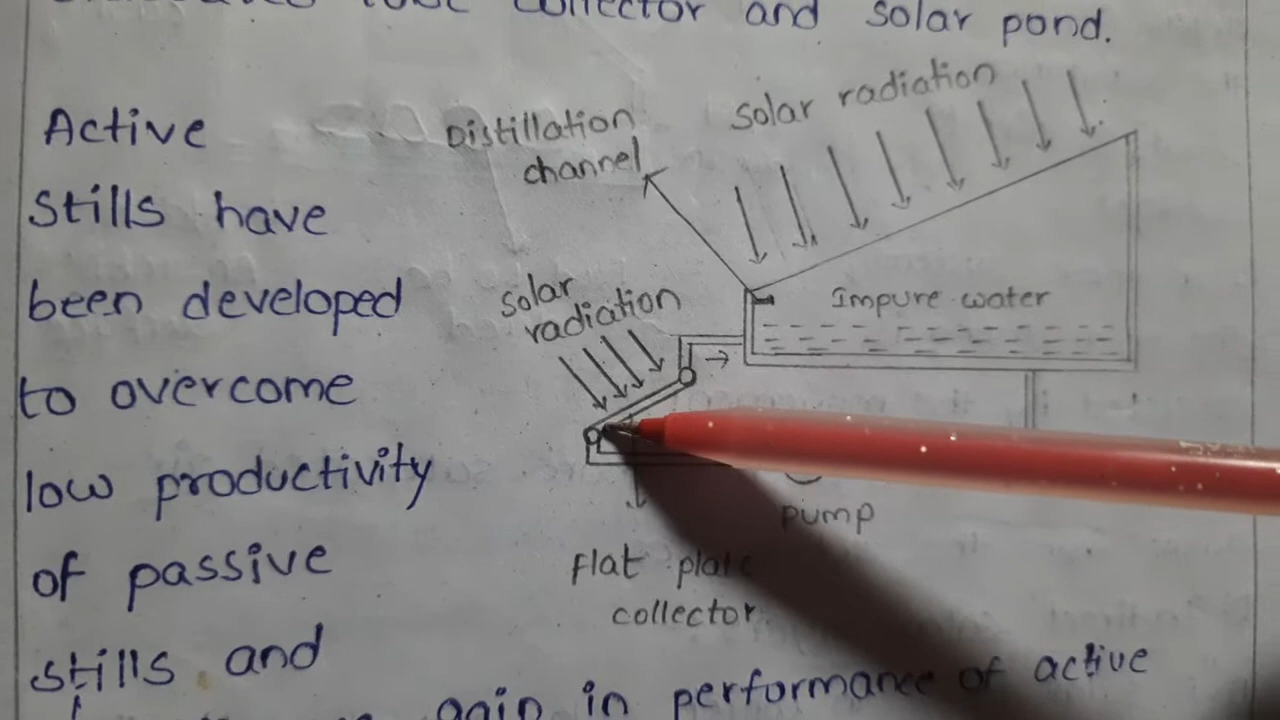 collector and solar pond.
Active
stills have
been developed
to overcome
low productivity
of passive
stills and
gain in performance of active
Distillation
channel
solar radiation
solar
radiation
Impure water
pump
flat plate
collector